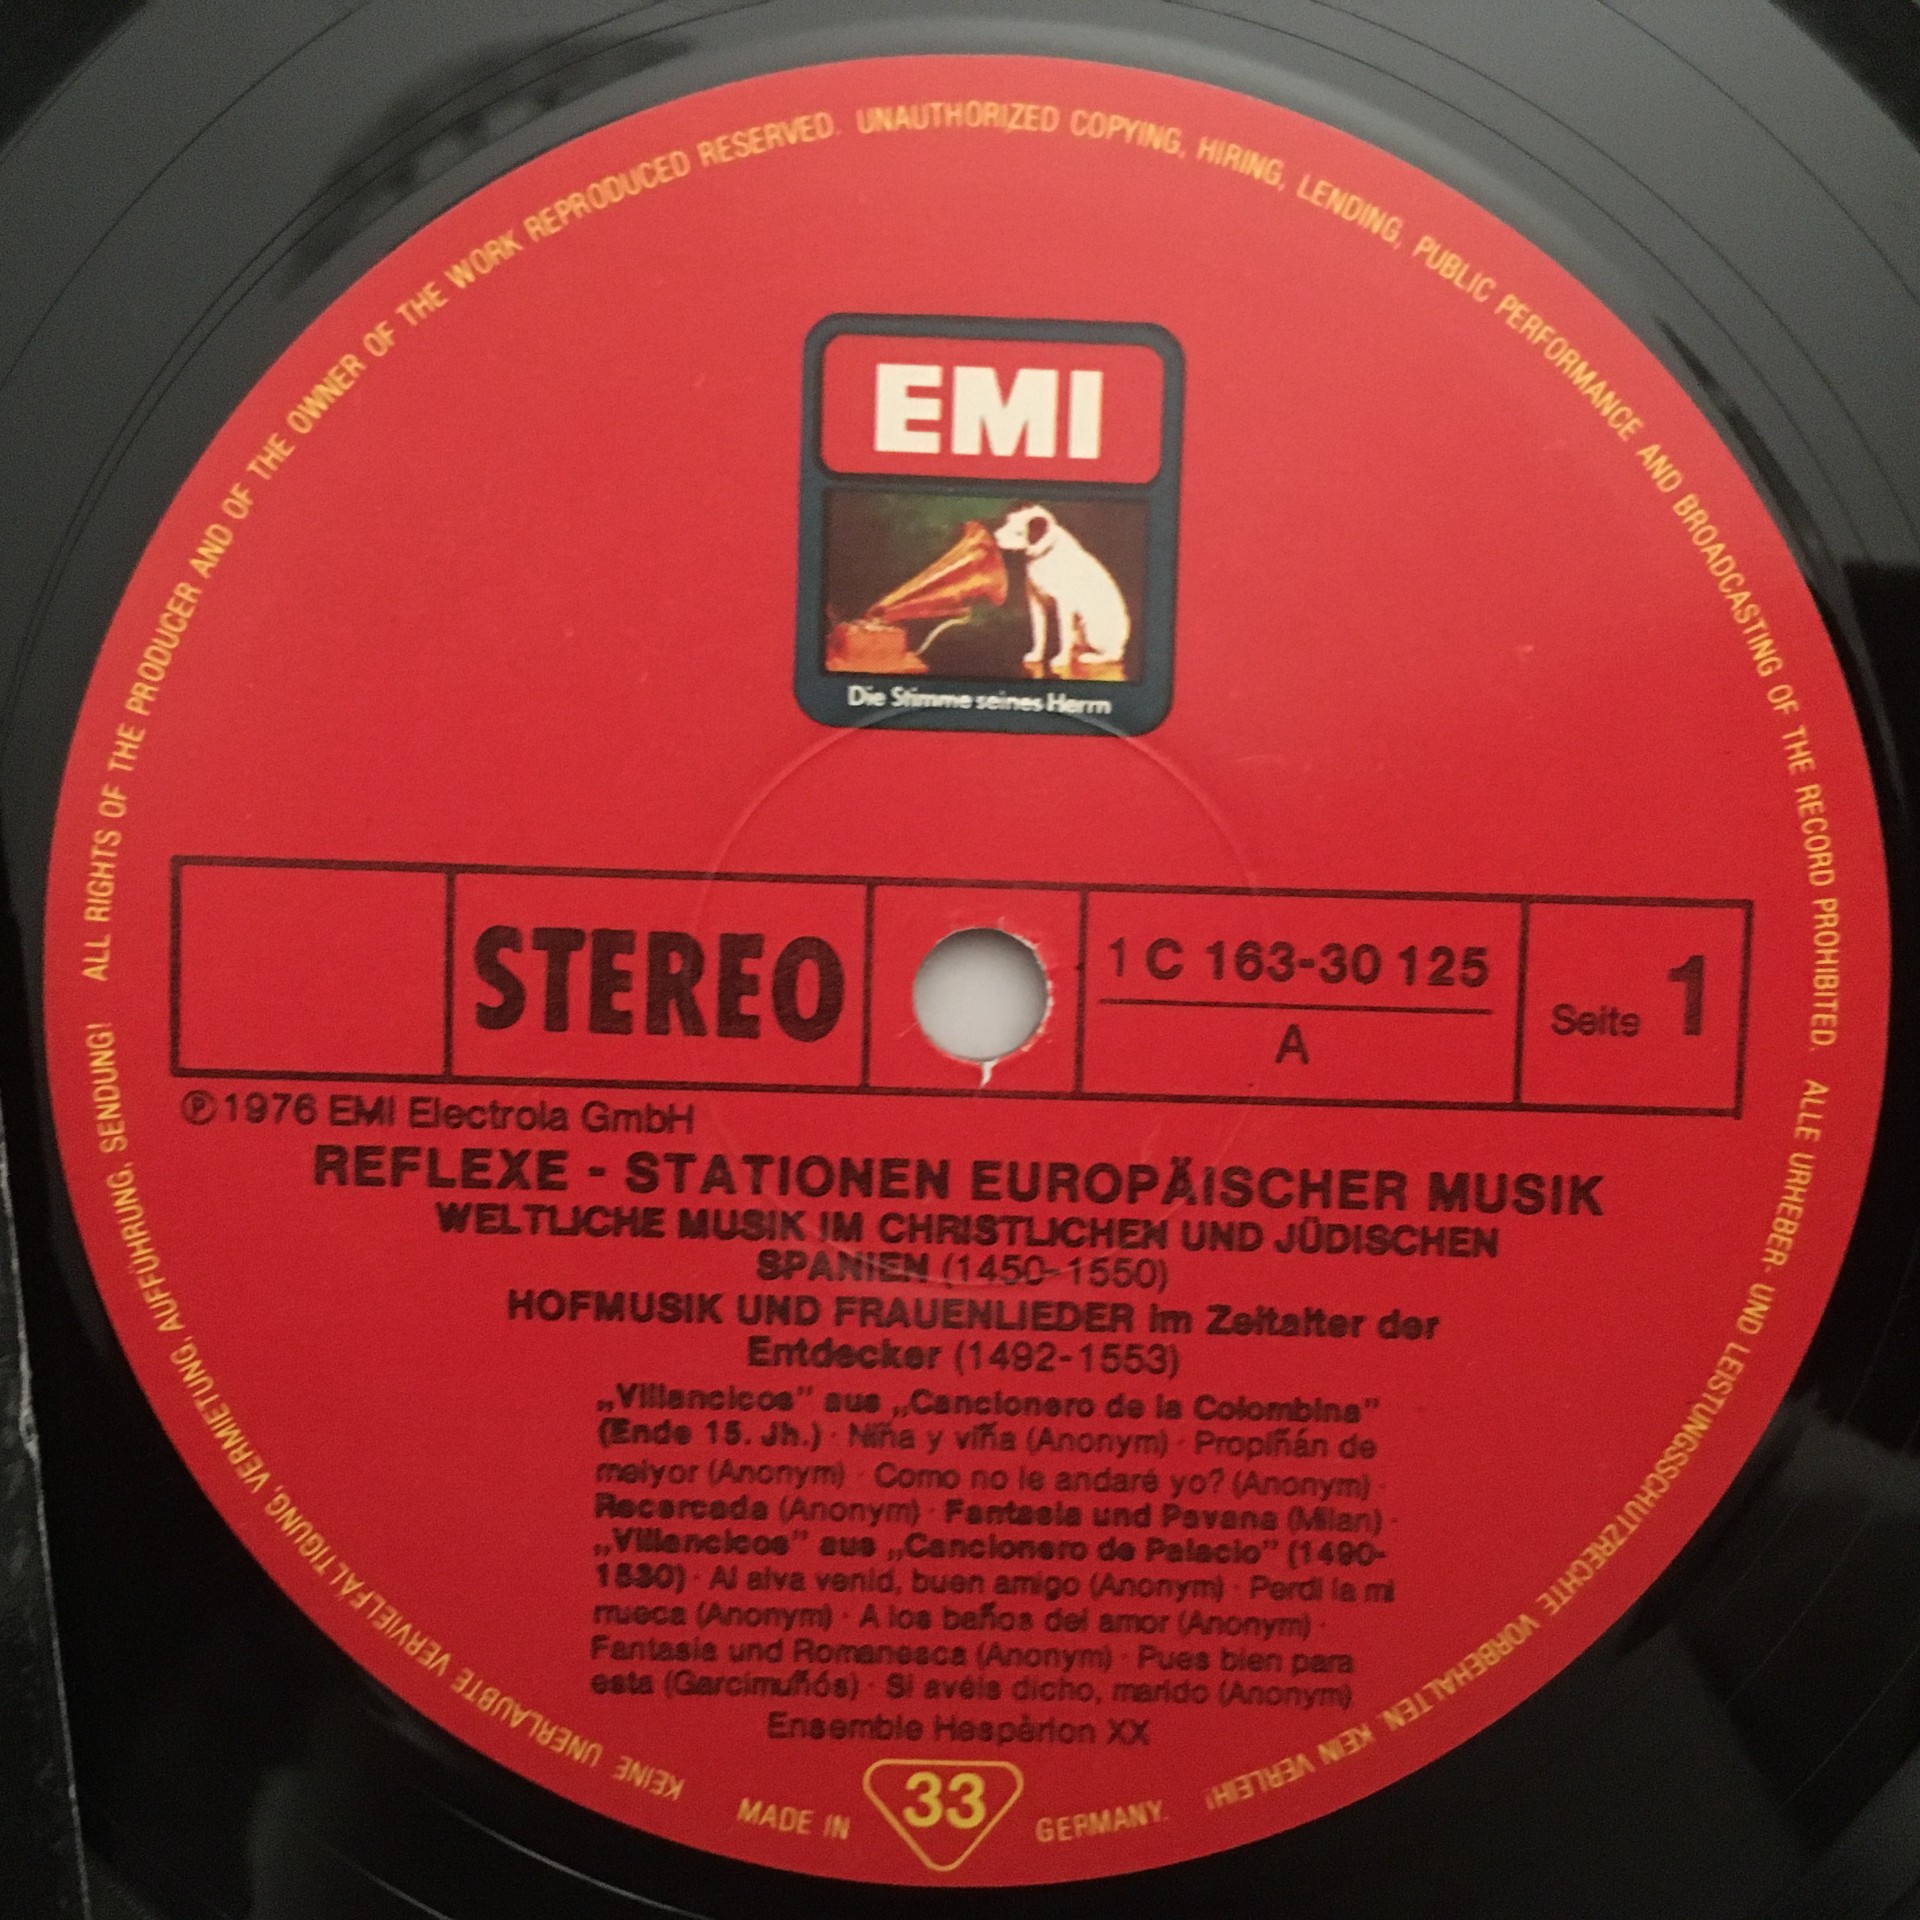 ALL RIGHTS OF THE PRODUCER AND OF THE OWNER OF THE WORK REPRODUCED RESERVED. UNAUTHORIZED COPYING, HIRING, LENDING, PUBLIC PERFORMANCE AND BROADCASTING OF THE RECORD PROHIBITED. ALLE URHEBER- UND LEISTUNGSSCHUTZRECHTE VORBEHALTEN. KEIN VERLEIH! KEINE UNERLAUBTE VERVIELFÄLTIGUNG, VERMIETUNG, AUFFÜHRUNG, SENDUNG!
EMI
Die Stimme seines Herrn
STEREO
1 C 163-30 125
A
Seite 1
℗ 1976 EMI Electrola GmbH
REFLEXE - STATIONEN EUROPÄISCHER MUSIK
WELTLICHE MUSIK IM CHRISTLICHEN UND JÜDISCHEN
SPANIEN (1450-1550)
HOFMUSIK UND FRAUENLIEDER im Zeitalter der
Entdecker (1492-1553)
„Villancicos" aus „Cancionero de la Colombina"
(Ende 15. Jh.) · Niña y viña (Anonym) · Propiñán de
melyor (Anonym) · Como no le andaré yo? (Anonym) ·
Recercada (Anonym) · Fantasia und Pavana (Milan) ·
„Villancicos" aus „Cancionero de Palacio" (1490-
1530) · Al alva venid, buen amigo (Anonym) · Perdi la mi
rrueca (Anonym) · A los baños del amor (Anonym) ·
Fantasia und Romanesca (Anonym) · Pues bien para
esta (Garcimuñós) · Si avéis dicho, marido (Anonym)
Ensemble Hespèrion XX
MADE IN 33 GERMANY.